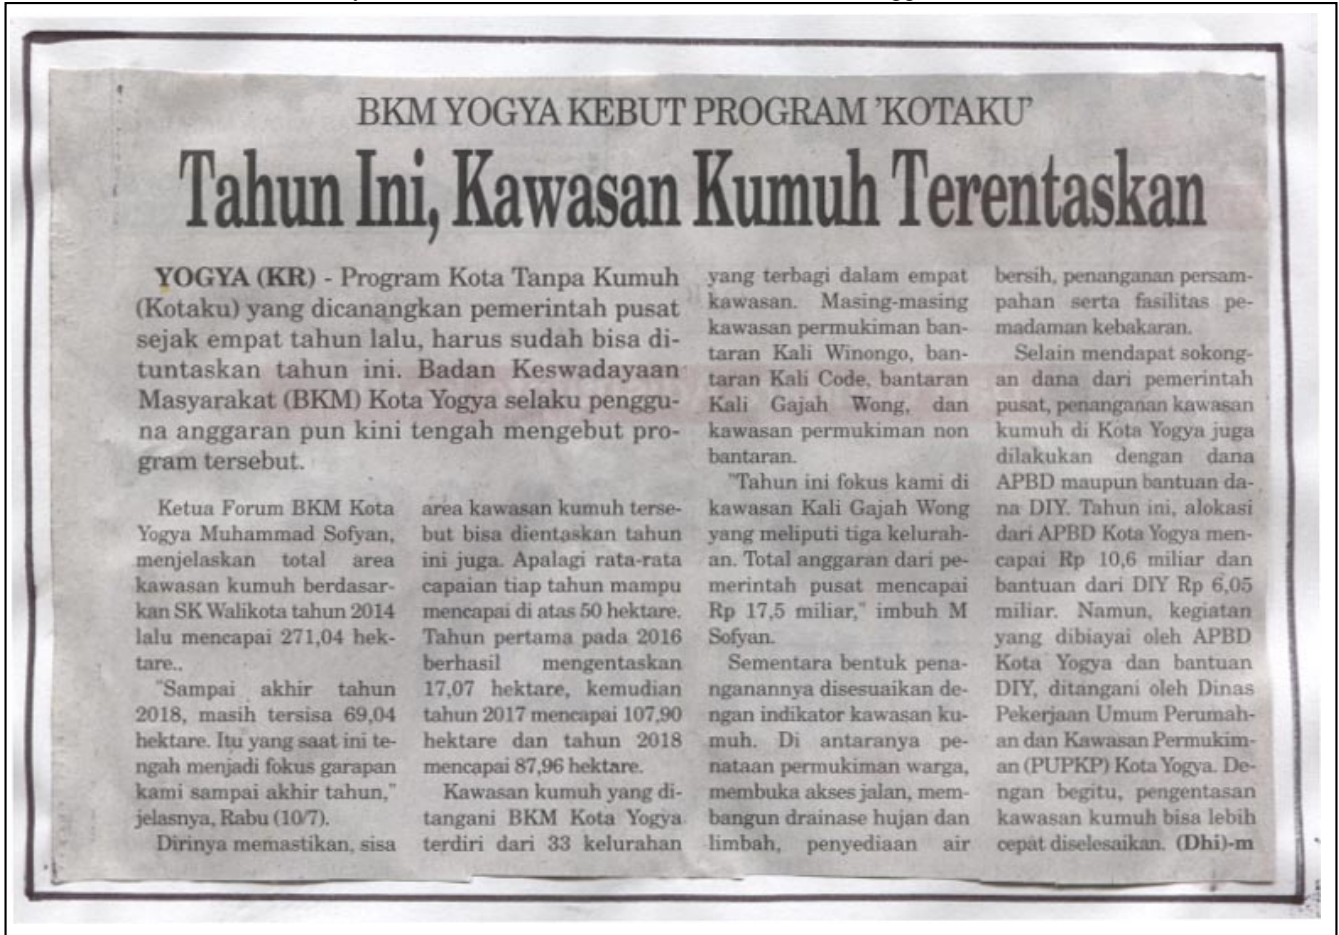 BKM YOGYA KEBUT PROGRAM 'KOTAKU'
Tahun Ini, Kawasan Kumuh Terentaskan
YOGYA (KR) - Program Kota Tanpa Kumuh
(Kotaku) yang dicanangkan pemerintah pusat
sejak empat tahun lalu, harus sudah bisa di-
tuntaskan tahun ini. Badan Keswadayaan
Masyarakat (BKM) Kota Yogya selaku penggu-
na anggaran pun kini tengah mengebut pro-
gram tersebut.
Ketua Forum BKM Kota
Yogya Muhammad Sofyan,
menjelaskan total area
kawasan kumuh berdasar-
kan SK Walikota tahun 2014
lalu mencapai 271,04 hek-
tare..
"Sampai akhir tahun
2018, masih tersisa 69,04
hektare. Itu yang saat ini te-
ngah menjadi fokus garapan
kami sampai akhir tahun,"
jelasnya, Rabu (10/7).
Dirinya memastikan, sisa
area kawasan kumuh terse-
but bisa dientaskan tahun
ini juga. Apalagi rata-rata
capaian tiap tahun mampu
mencapai di atas 50 hektare.
Tahun pertama pada 2016
berhasil mengentaskan
17,07 hektare, kemudian
tahun 2017 mencapai 107,90
hektare dan tahun 2018
mencapai 87,96 hektare.
Kawasan kumuh yang di-
tangani BKM Kota Yogya
terdiri dari 33 kelurahan
yang terbagi dalam empat
kawasan. Masing-masing
kawasan permukiman ban-
taran Kali Winongo, ban-
taran Kali Code, bantaran
Kali Gajah Wong, dan
kawasan permukiman non
bantaran.
"Tahun ini fokus kami di
kawasan Kali Gajah Wong
yang meliputi tiga kelurah-
an. Total anggaran dari pe-
merintah pusat mencapai
Rp 17,5 miliar," imbuh M
Sofyan.
Sementara bentuk pena-
nganannya disesuaikan de-
ngan indikator kawasan ku-
muh. Di antaranya pe-
nataan permukiman warga,
membuka akses jalan, mem-
bangun drainase hujan dan
limbah, penyediaan air
bersih, penanganan persam-
pahan serta fasilitas pe-
madaman kebakaran.
Selain mendapat sokong-
an dana dari pemerintah
pusat, penanganan kawasan
kumuh di Kota Yogya juga
dilakukan dengan dana
APBD maupun bantuan da-
na DIY. Tahun ini, alokasi
dari APBD Kota Yogya men-
capai Rp 10,6 miliar dan
bantuan dari DIY Rp 6,05
miliar. Namun, kegiatan
yang dibiayai oleh APBD
Kota Yogya dan bantuan
DIY, ditangani oleh Dinas
Pekerjaan Umum Perumah-
an dan Kawasan Permukim-
an (PUPKP) Kota Yogya. De-
ngan begitu, pengentasan
kawasan kumuh bisa lebih
cepat diselesaikan. (Dhi)-m